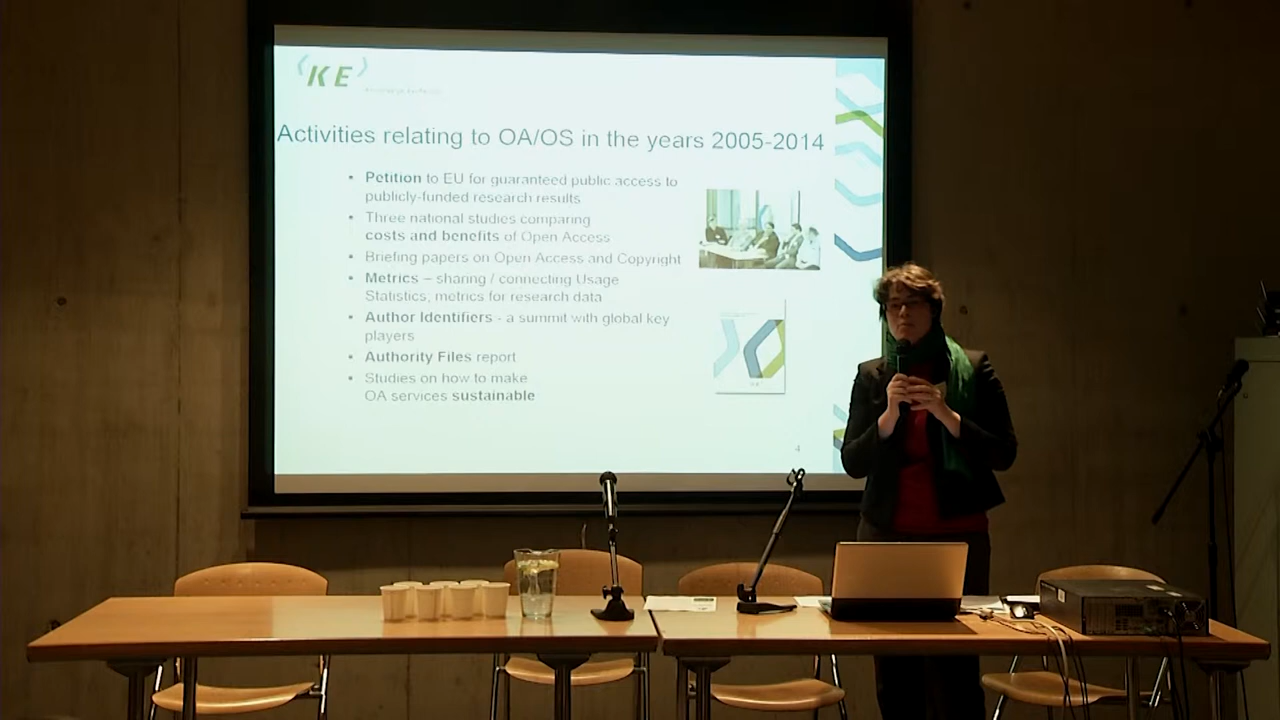 KE
Activities relating to OA/OS in the years 2005-2014
• Petition to EU for guaranteed public access to
publicly-funded research results
• Three national studies comparing
costs and benefits of Open Access
• Briefing papers on Open Access and Copyright
• Metrics – sharing / connecting Usage
Statistics; metrics for research data
• Author Identifiers - a summit with global key
players
• Authority Files report
• Studies on how to make
OA services sustainable
4